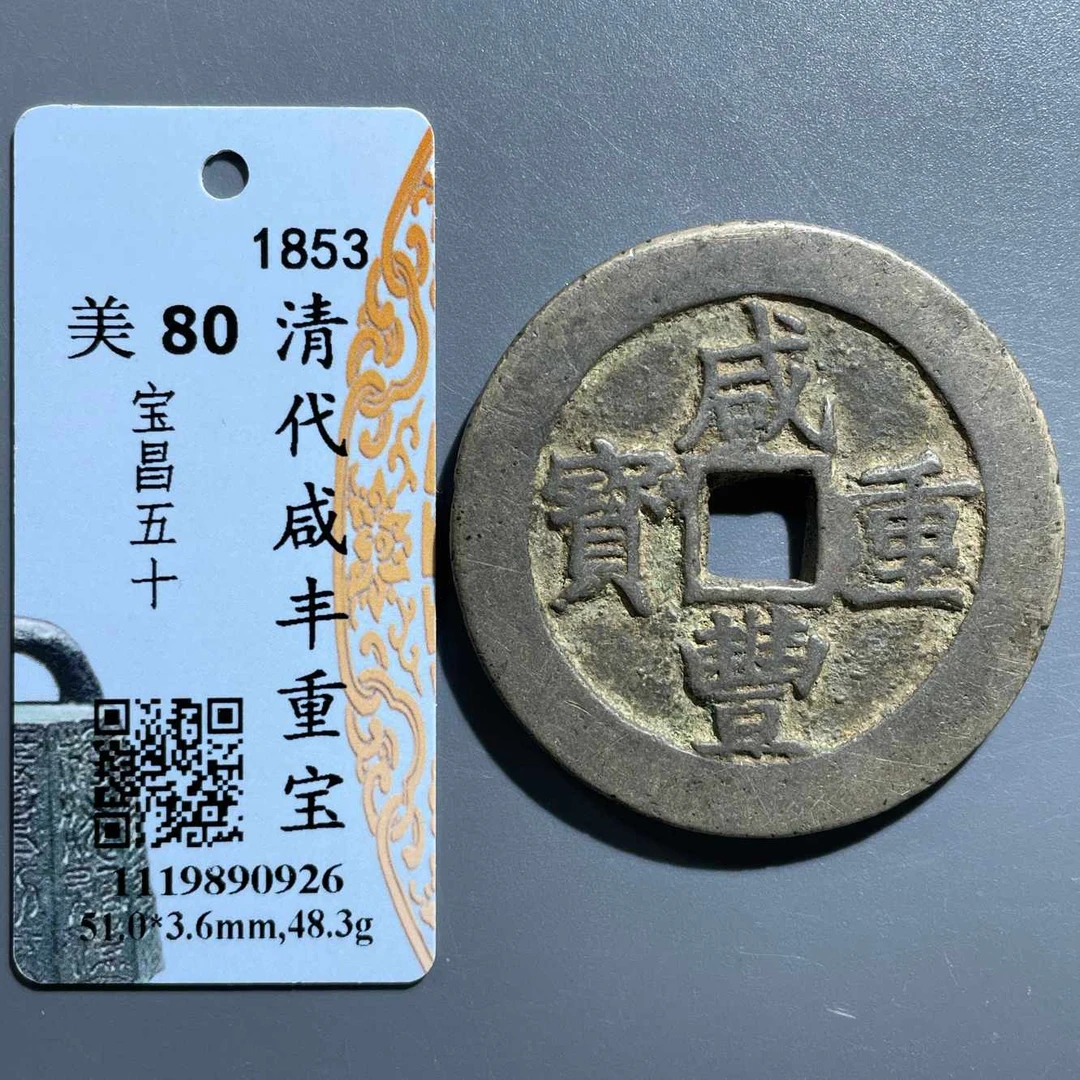 1853
清代咸丰重宝
美 80
宝昌五十
1119890926
51.0*3.6mm,48.3g
咸豐重寶